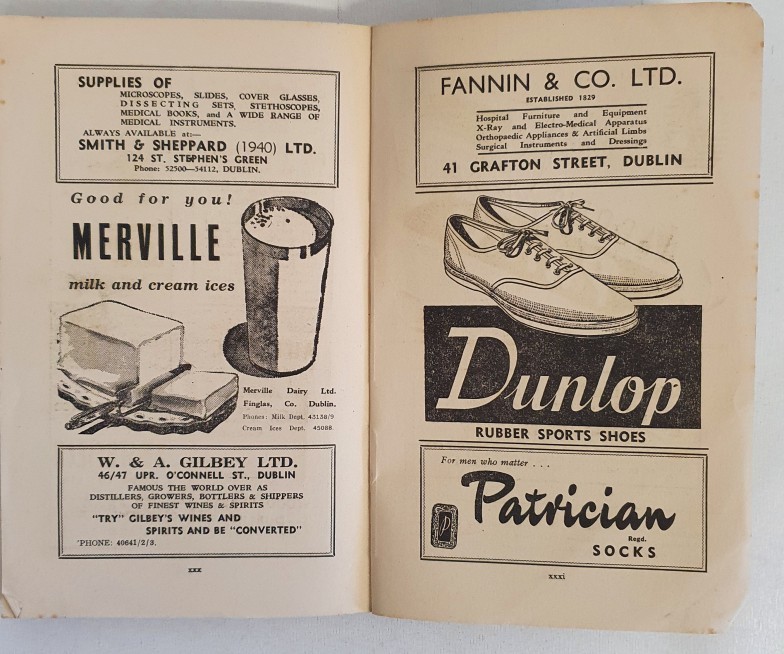 SUPPLIES OF
MICROSCOPES, SLIDES, COVER GLASSES,
DISSECTING SETS, STETHOSCOPES,
MEDICAL BOOKS, and A WIDE RANGE OF
MEDICAL INSTRUMENTS.
ALWAYS AVAILABLE at:—
SMITH & SHEPPARD (1940) LTD.
124 ST. STEPHEN'S GREEN
Phone: 52500—54112, DUBLIN.
Good for you!
MERVILLE
milk and cream ices
Merville Dairy Ltd.
Finglas, Co. Dublin.
Phones: Milk Dept. 43138/9
Cream Ices Dept. 45088
W. & A. GILBEY LTD.
46/47 UPR. O'CONNELL ST., DUBLIN
FAMOUS THE WORLD OVER AS
DISTILLERS, GROWERS, BOTTLERS & SHIPPERS
OF FINEST WINES & SPIRITS
"TRY" GILBEY'S WINES AND
SPIRITS AND BE "CONVERTED"
'PHONE: 40641/2/3.
xxx
FANNIN & CO. LTD.
ESTABLISHED 1829
Hospital Furniture and Equipment
X-Ray and Electro-Medical Apparatus
Orthopaedic Appliances & Artificial Limbs
Surgical Instruments and Dressings
41 GRAFTON STREET, DUBLIN
Dunlop
RUBBER SPORTS SHOES
For men who matter . . .
Patrician
Regd.
P
SOCKS
xxxi